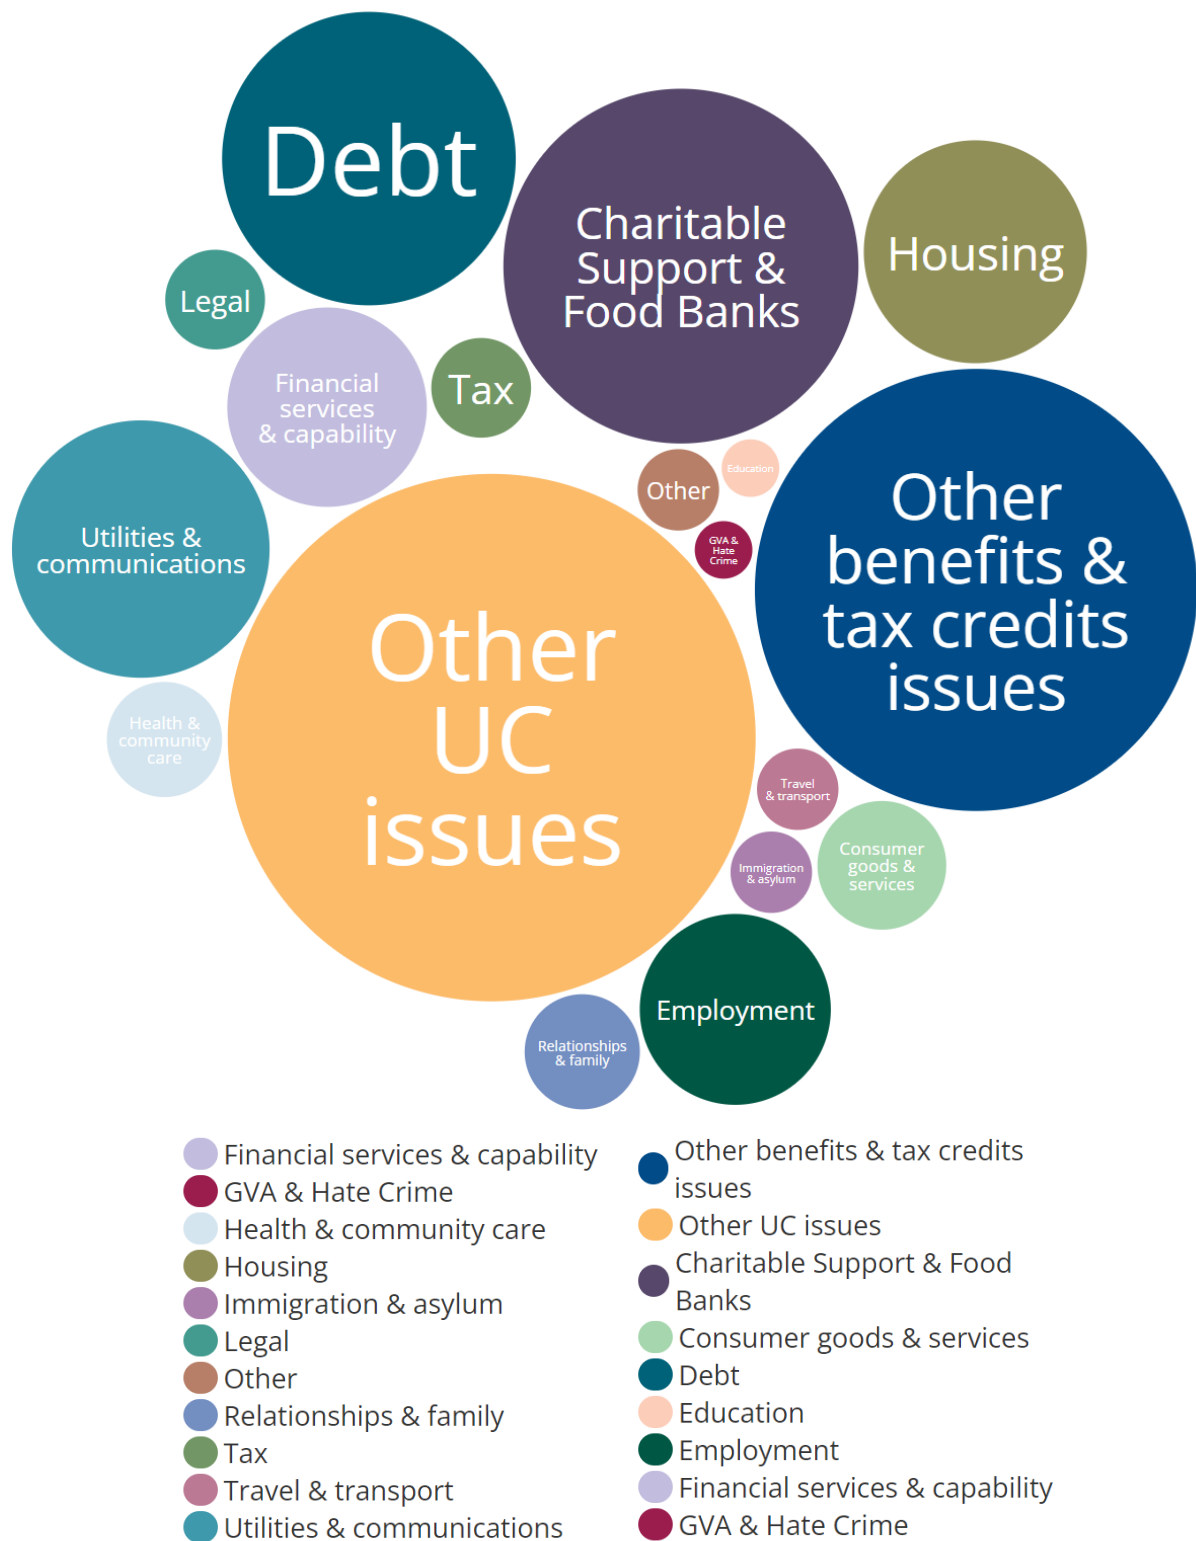 Debt
Charitable
Support &
Food Banks
Housing
Legal
Financial
services
& capability
Tax
Utilities &
communications
Other
Education
GVA &
Hate
Crime
Other
benefits &
tax credits
issues
Other
UC
issues
Health &
community
care
Travel
& transport
Immigration
& asylum
Consumer
goods &
services
Employment
Relationships
& family
Financial services & capability
GVA & Hate Crime
Health & community care
Housing
Immigration & asylum
Legal
Other
Relationships & family
Tax
Travel & transport
Utilities & communications
Other benefits & tax credits
issues
Other UC issues
Charitable Support & Food
Banks
Consumer goods & services
Debt
Education
Employment
Financial services & capability
GVA & Hate Crime